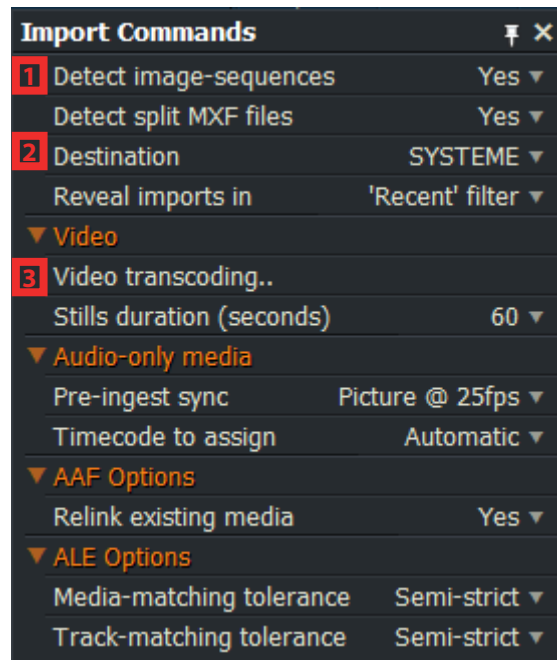 Import Commands
1 Detect image-sequences Yes
Detect split MXF files Yes
2 Destination SYSTEME
Reveal imports in 'Recent' filter
Video
3 Video transcoding..
Stills duration (seconds) 60
Audio-only media
Pre-ingest sync Picture @ 25fps
Timecode to assign Automatic
AAF Options
Relink existing media Yes
ALE Options
Media-matching tolerance Semi-strict
Track-matching tolerance Semi-strict